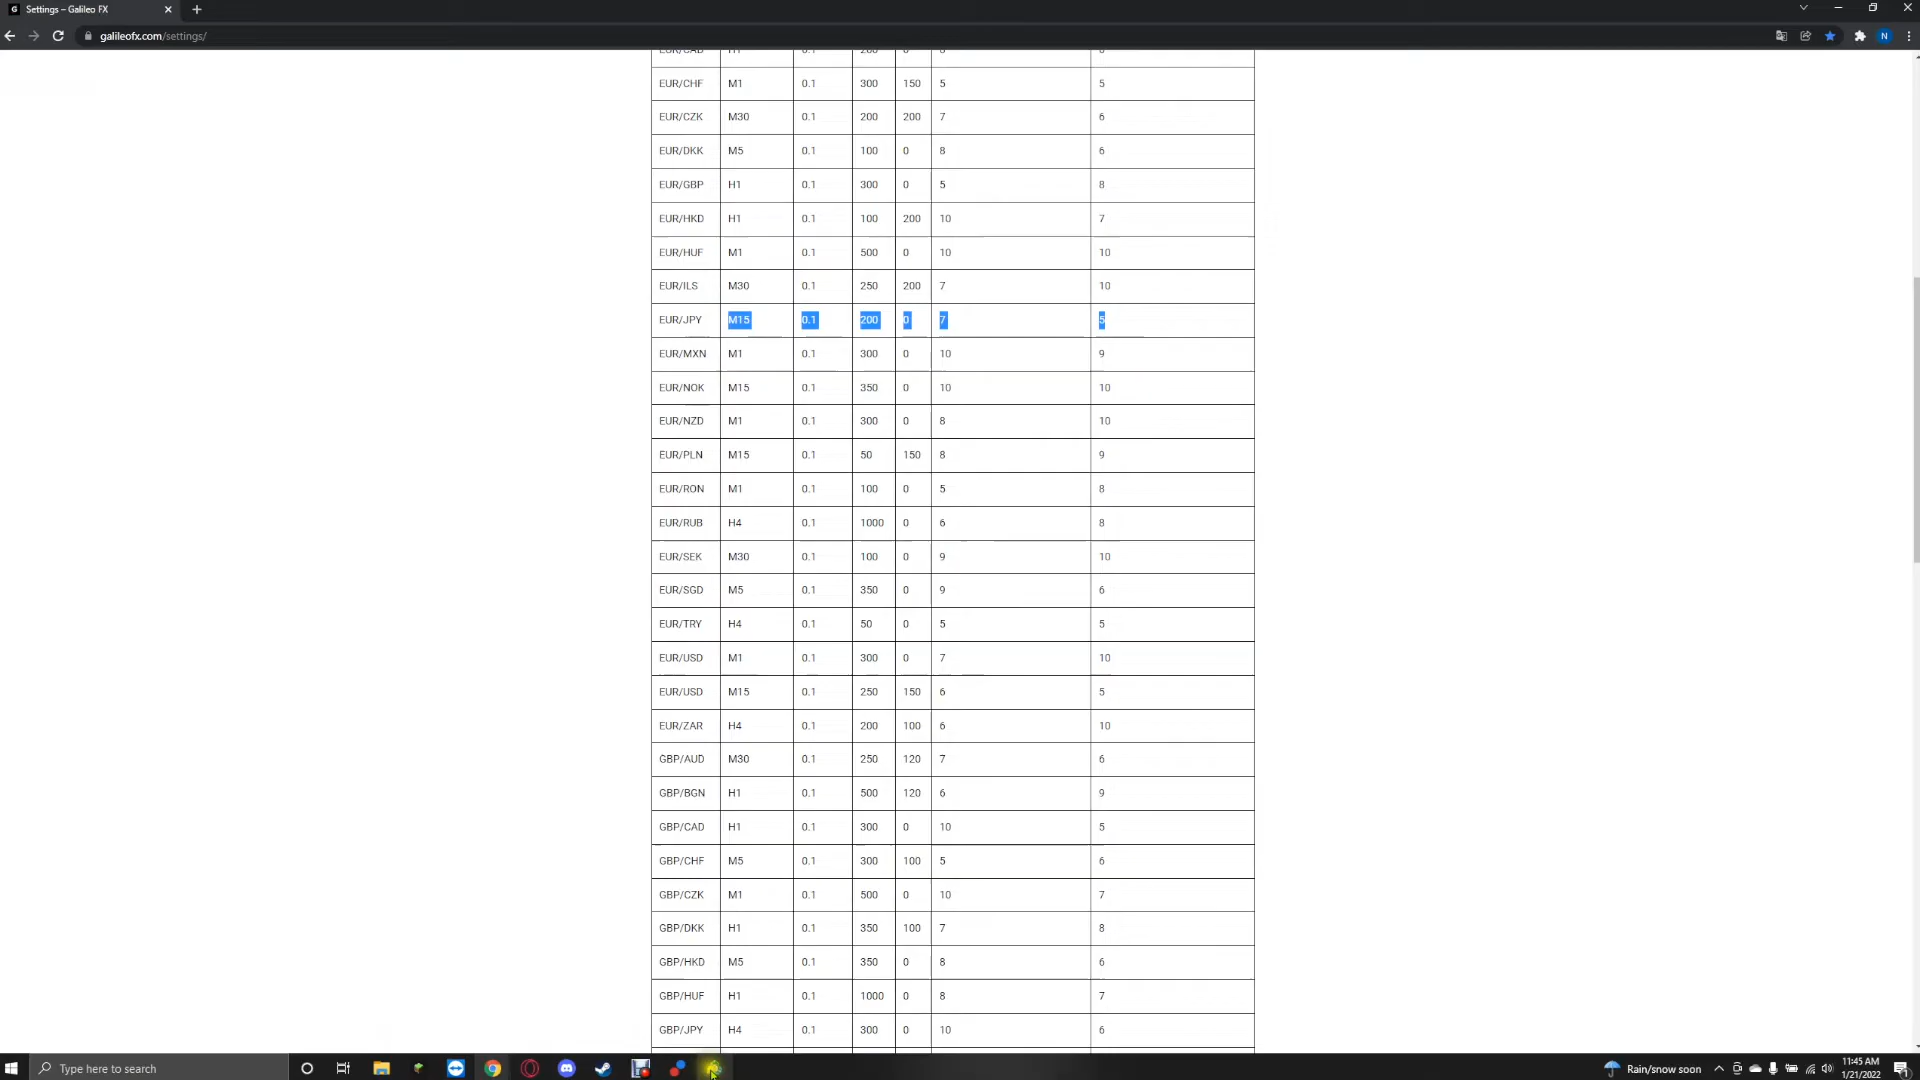 Settings – Galileo FX
galileofx.com/settings/
N
EUR/CAD H1 0.1 200 0
EUR/CHF M1 0.1 300 150 5 5
EUR/CZK M30 0.1 200 200 7 6
EUR/DKK M5 0.1 100 0 8 6
EUR/GBP H1 0.1 300 0 5 8
EUR/HKD H1 0.1 100 200 10 7
EUR/HUF M1 0.1 500 0 10 10
EUR/ILS M30 0.1 250 200 7 10
EUR/JPY M15 0.1 200 0 7 5
EUR/MXN M1 0.1 300 0 10 9
EUR/NOK M15 0.1 350 0 10 10
EUR/NZD M1 0.1 300 0 8 10
EUR/PLN M15 0.1 50 150 8 9
EUR/RON M1 0.1 100 0 5 8
EUR/RUB H4 0.1 1000 0 6 8
EUR/SEK M30 0.1 100 0 9 10
EUR/SGD M5 0.1 350 0 9 6
EUR/TRY H4 0.1 50 0 5 5
EUR/USD M1 0.1 300 0 7 10
EUR/USD M15 0.1 250 150 6 5
EUR/ZAR H4 0.1 200 100 6 10
GBP/AUD M30 0.1 250 120 7 6
GBP/BGN H1 0.1 500 120 6 9
GBP/CAD H1 0.1 300 0 10 5
GBP/CHF M5 0.1 300 100 5 6
GBP/CZK M1 0.1 500 0 10 7
GBP/DKK H1 0.1 350 100 7 8
GBP/HKD M5 0.1 350 0 8 6
GBP/HUF H1 0.1 1000 0 8 7
GBP/JPY H4 0.1 300 0 10 6
Type here to search
Rain/snow soon
11:45 AM
1/21/2022